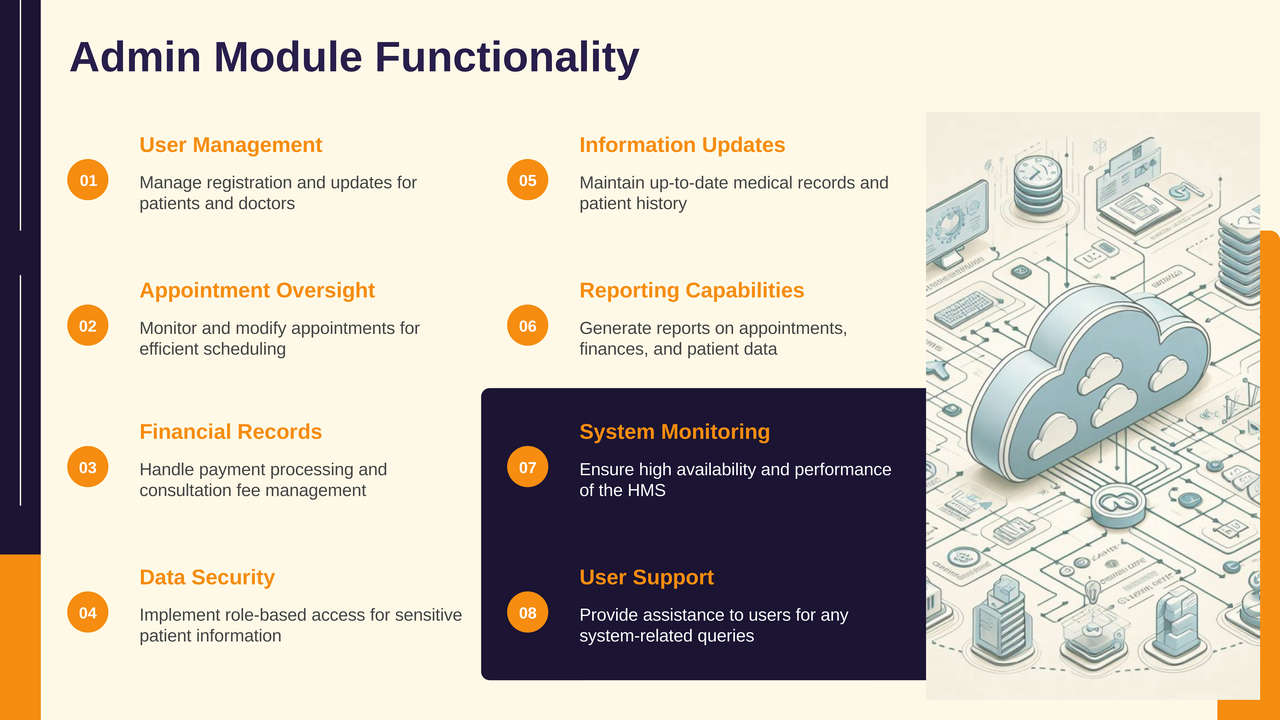 Admin Module Functionality
01
User Management
Manage registration and updates for
patients and doctors
02
Appointment Oversight
Monitor and modify appointments for
efficient scheduling
03
Financial Records
Handle payment processing and
consultation fee management
04
Data Security
Implement role-based access for sensitive
patient information
05
Information Updates
Maintain up-to-date medical records and
patient history
06
Reporting Capabilities
Generate reports on appointments,
finances, and patient data
07
System Monitoring
Ensure high availability and performance
of the HMS
08
User Support
Provide assistance to users for any
system-related queries